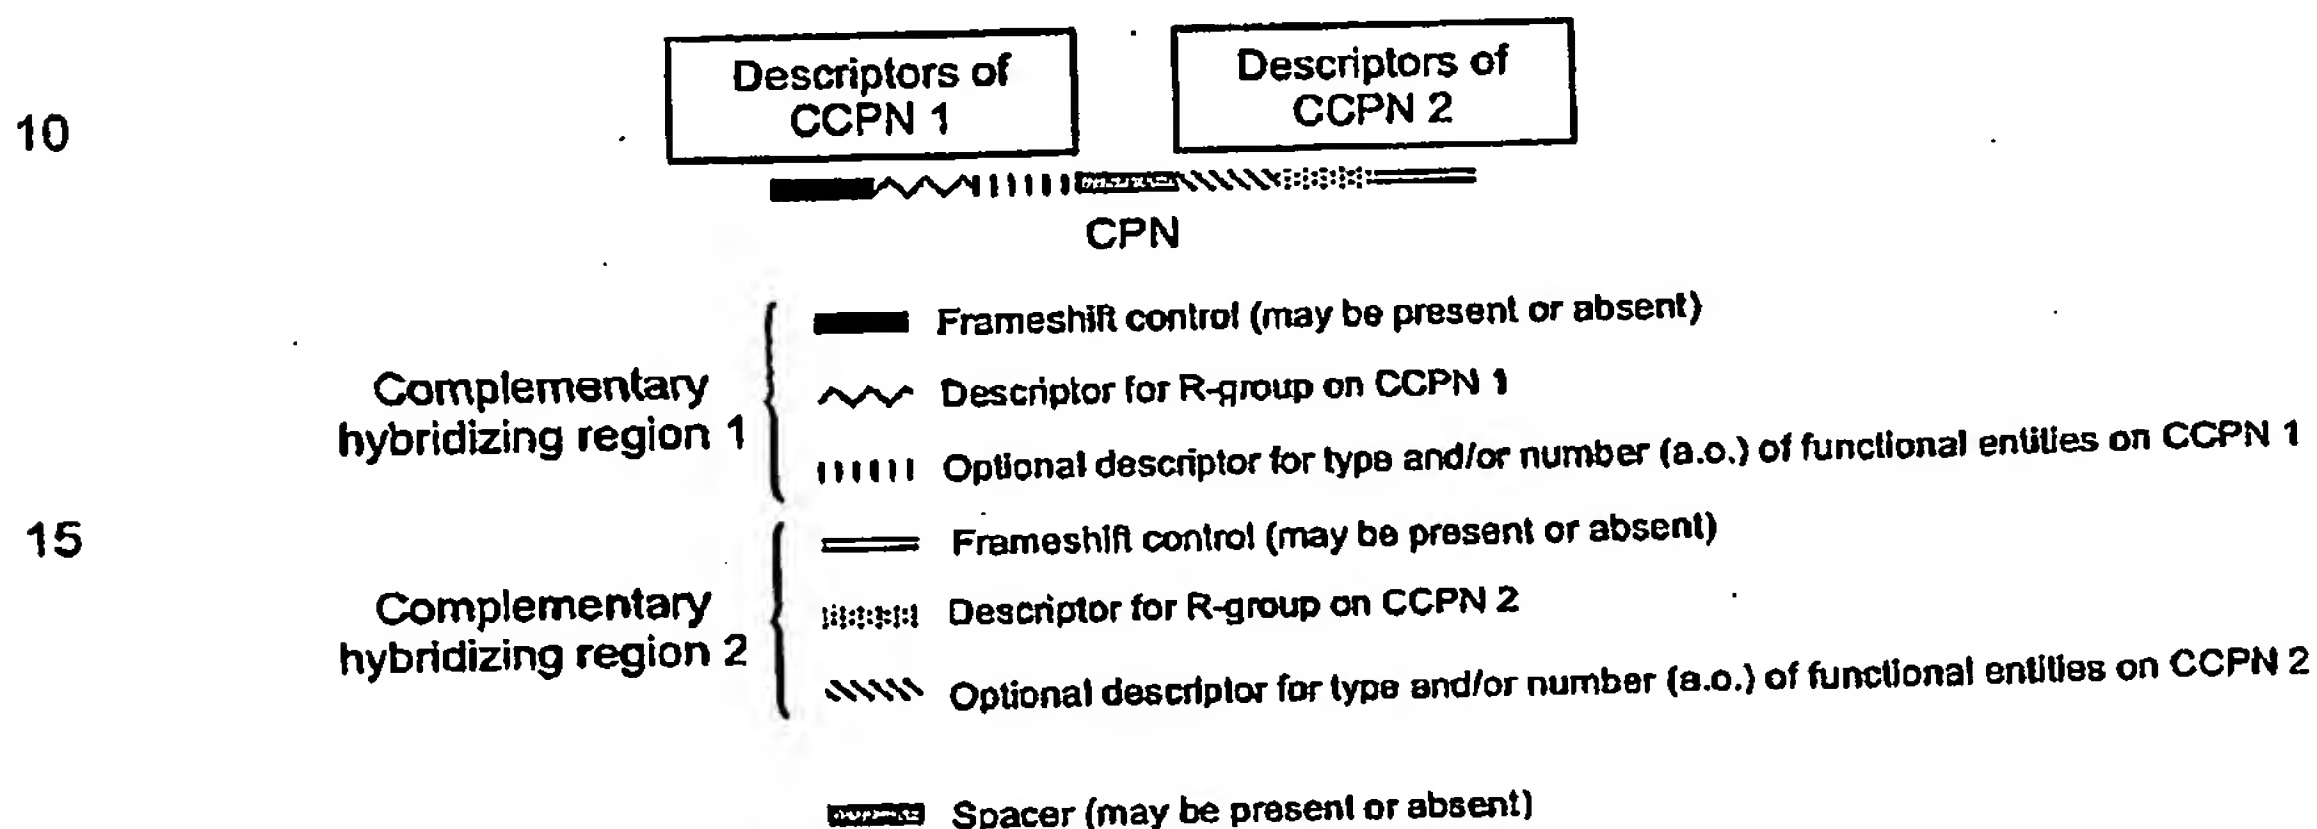 Descriptors of
CCPN 1
Descriptors of
CCPN 2
10
CPN
Frameshift control (may be present or absent)
Descriptor for R-group on CCPN 1
Complementary
hybridizing region 1
Optional descriptor for type and/or number (a.o.) of functional entities on CCPN 1
15
Frameshift control (may be present or absent)
Complementary
hybridizing region 2
Descriptor for R-group on CCPN 2
Optional descriptor for type and/or number (a.o.) of functional entities on CCPN 2
Spacer (may be present or absent)